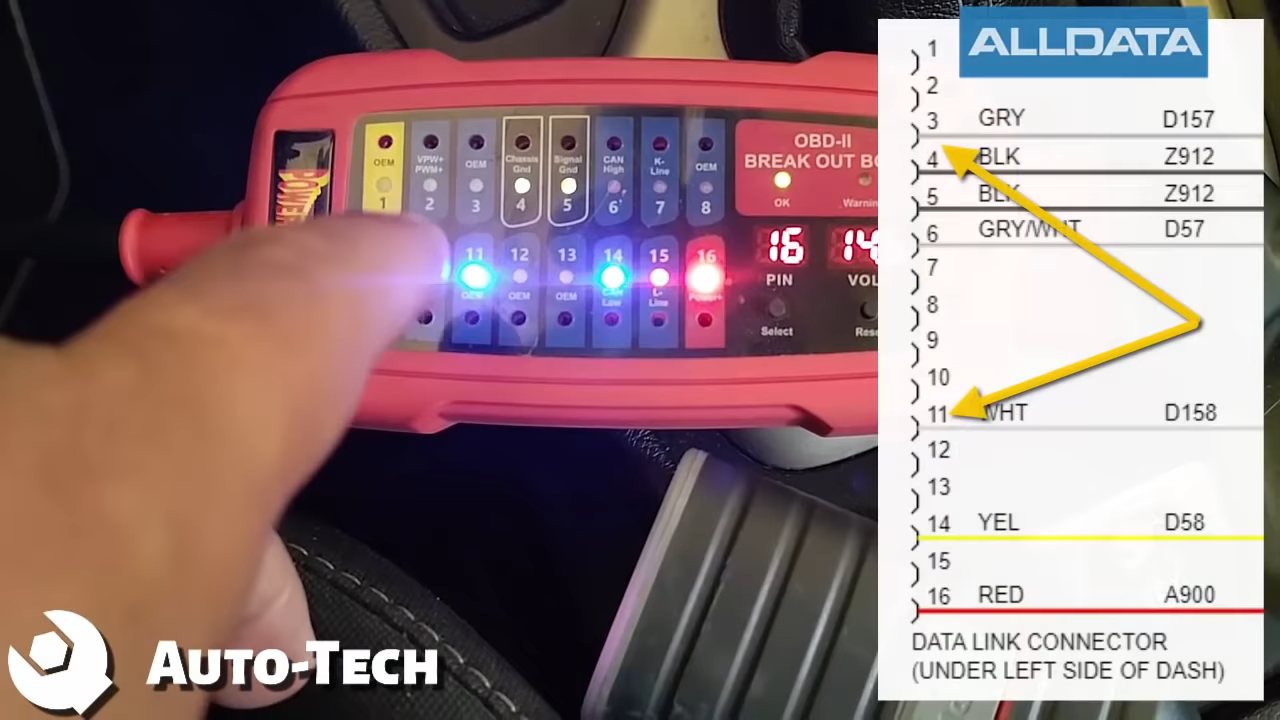 OEM
1
VPW+
PWM+
2
OEM
3
Chassis
Gnd
4
Signal
Gnd
5
CAN
High
6
K-
Line
7
OEM
8
OBD-II
BREAK OUT BO
OK
Warnin
11
OEM
12
OEM
13
OEM
14
CAN
Low
15
L-
Line
16
Power+
16
PIN
Select
14
VOL
Rese
AUTO-TECH
ALLDATA
1
2
3 GRY D157
4 BLK Z912
5 BLK Z912
6 GRY/WHT D57
7
8
9
10
11 WHT D158
12
13
14 YEL D58
15
16 RED A900
DATA LINK CONNECTOR
(UNDER LEFT SIDE OF DASH)